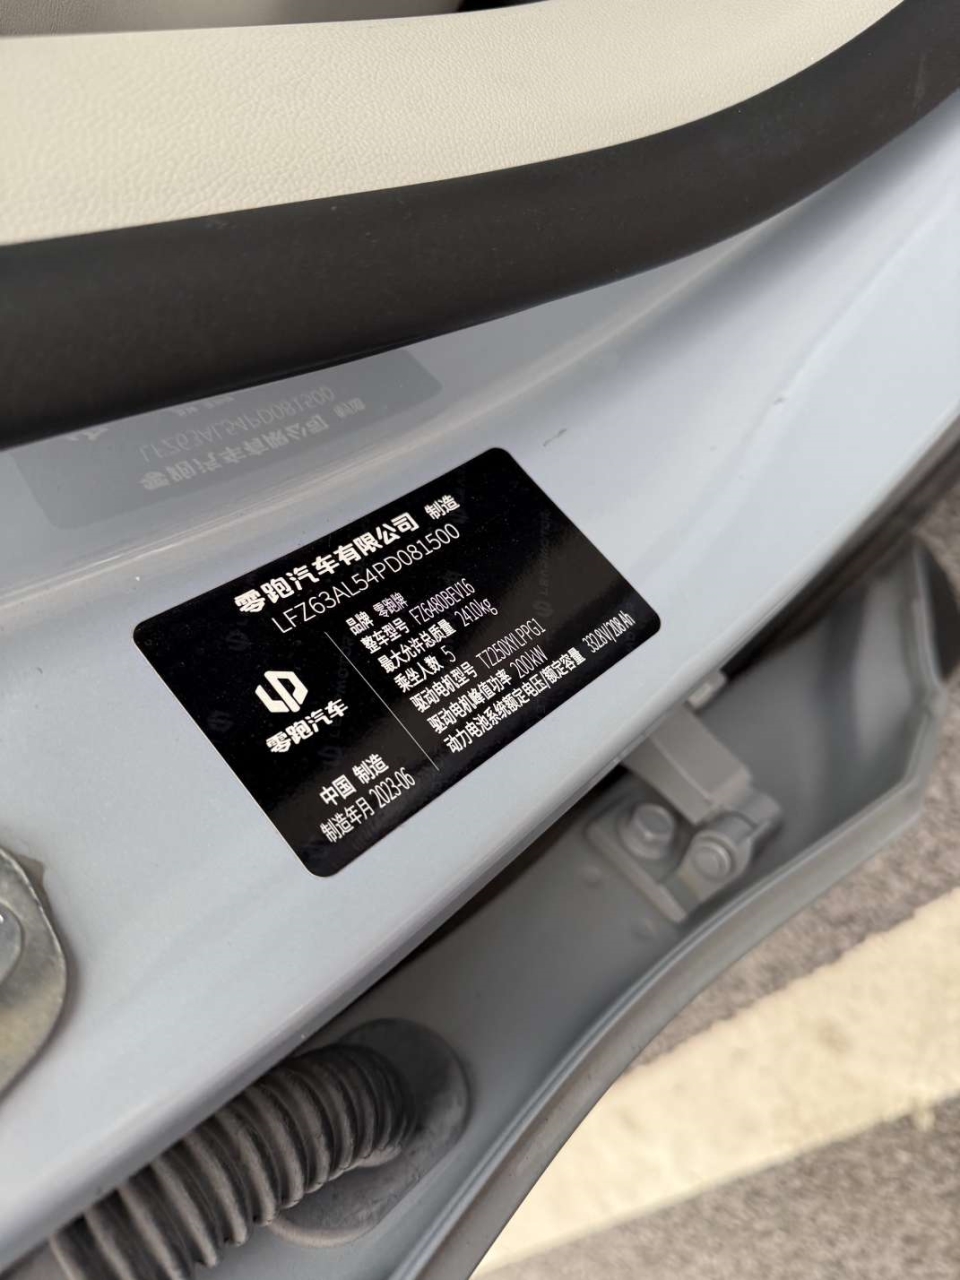 零跑汽车有限公司 制造
LFZ63AL54PD081500
品牌 零跑牌
整车型号 FZ6480BEV16
最大允许总质量 2410kg
乘坐人数 5
驱动电机型号 TZ250XYLPPG1
驱动电机峰值功率 200kW
动力电池系统额定电压/额定容量 333.8V/208 Ah
零跑汽车
中国 制造
制造年月 2023-06